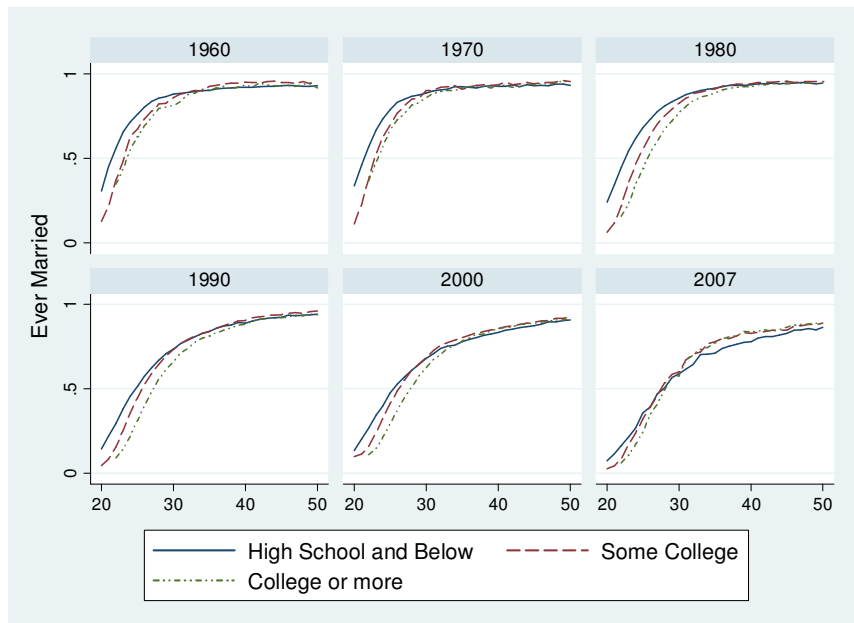 1960 1970 1980
1
.5
0
Ever Married
1990 2000 2007
1
.5
0
20 30 40 50 20 30 40 50 20 30 40 50
High School and Below Some College
College or more